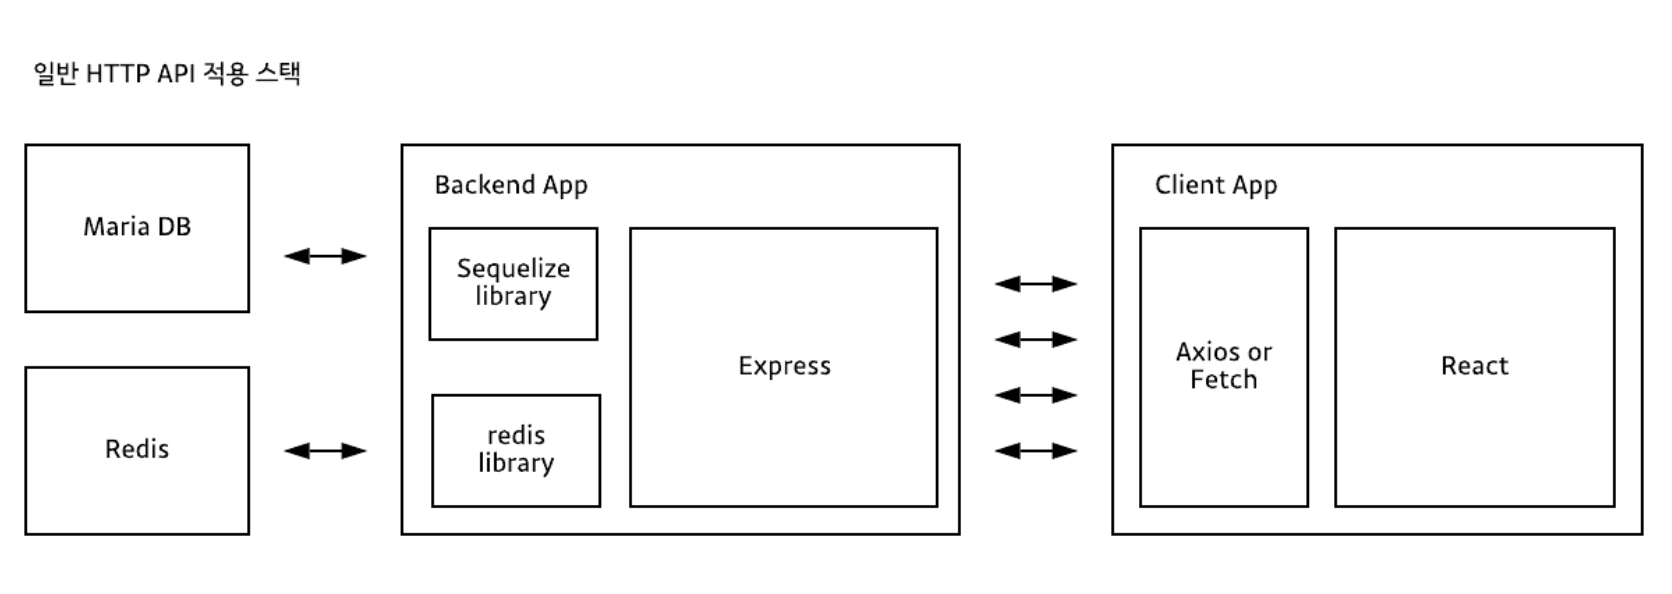 일반 HTTP API 적용 스택
Maria DB
Redis
Backend App
Sequelize
library
redis
library
Express
Client App
Axios or
Fetch
React